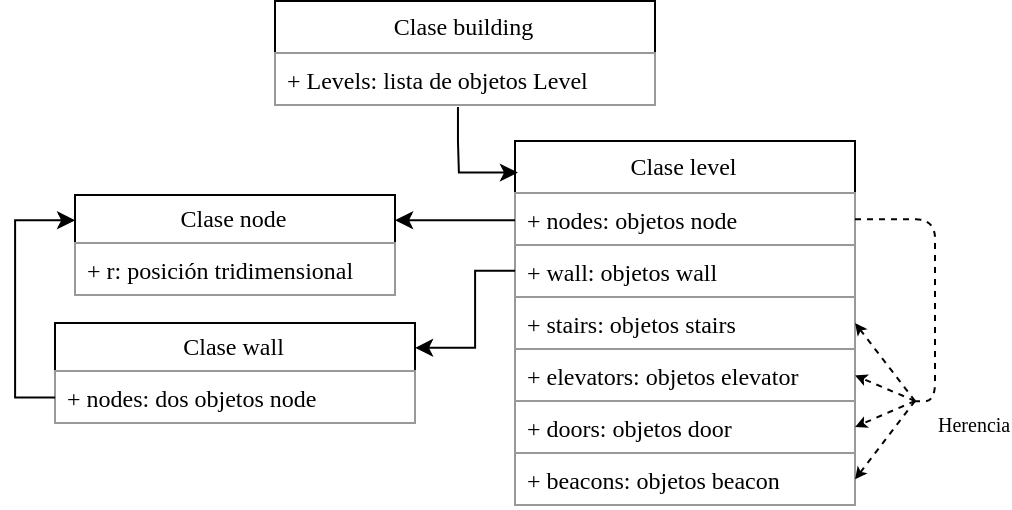 Clase building
+ Levels: lista de objetos Level
Clase level
+ nodes: objetos node
+ wall: objetos wall
+ stairs: objetos stairs
+ elevators: objetos elevator
+ doors: objetos door
+ beacons: objetos beacon
Clase node
+ r: posición tridimensional
Clase wall
+ nodes: dos objetos node
Herencia